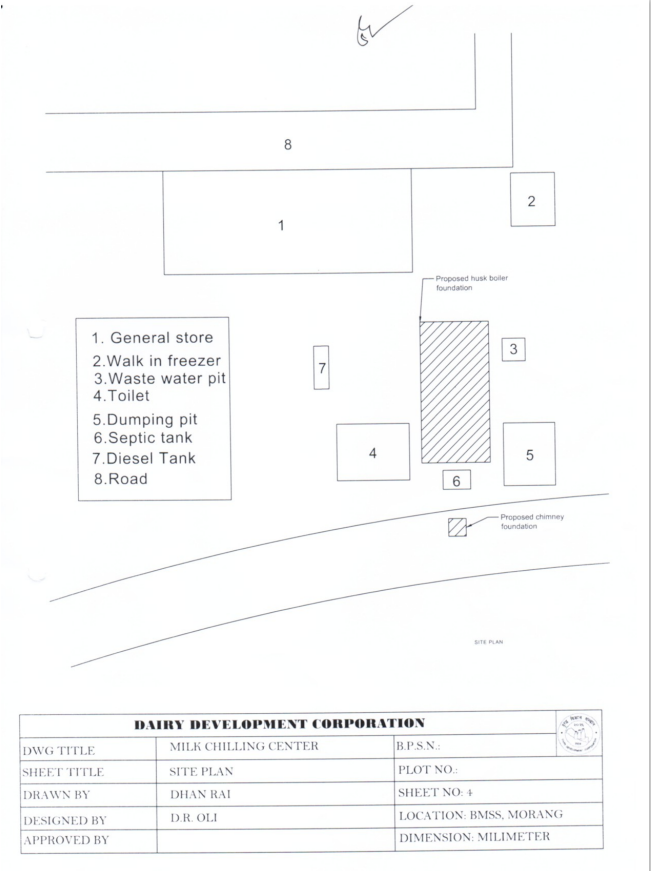 8
1
2
Proposed husk boiler
foundation
1. General store
2.Walk in freezer
3.Waste water pit
4.Toilet
5.Dumping pit
6.Septic tank
7.Diesel Tank
8.Road
7
3
4
5
6
Proposed chimney
foundation
SITE PLAN
DAIRY DEVELOPMENT CORPORATION
DWG TITLE MILK CHILLING CENTER B.P.S.N.:
SHEET TITLE SITE PLAN PLOT NO.:
DRAWN BY DHAN RAI SHEET NO: 4
DESIGNED BY D.R. OLI LOCATION: BMSS, MORANG
APPROVED BY DIMENSION: MILIMETER